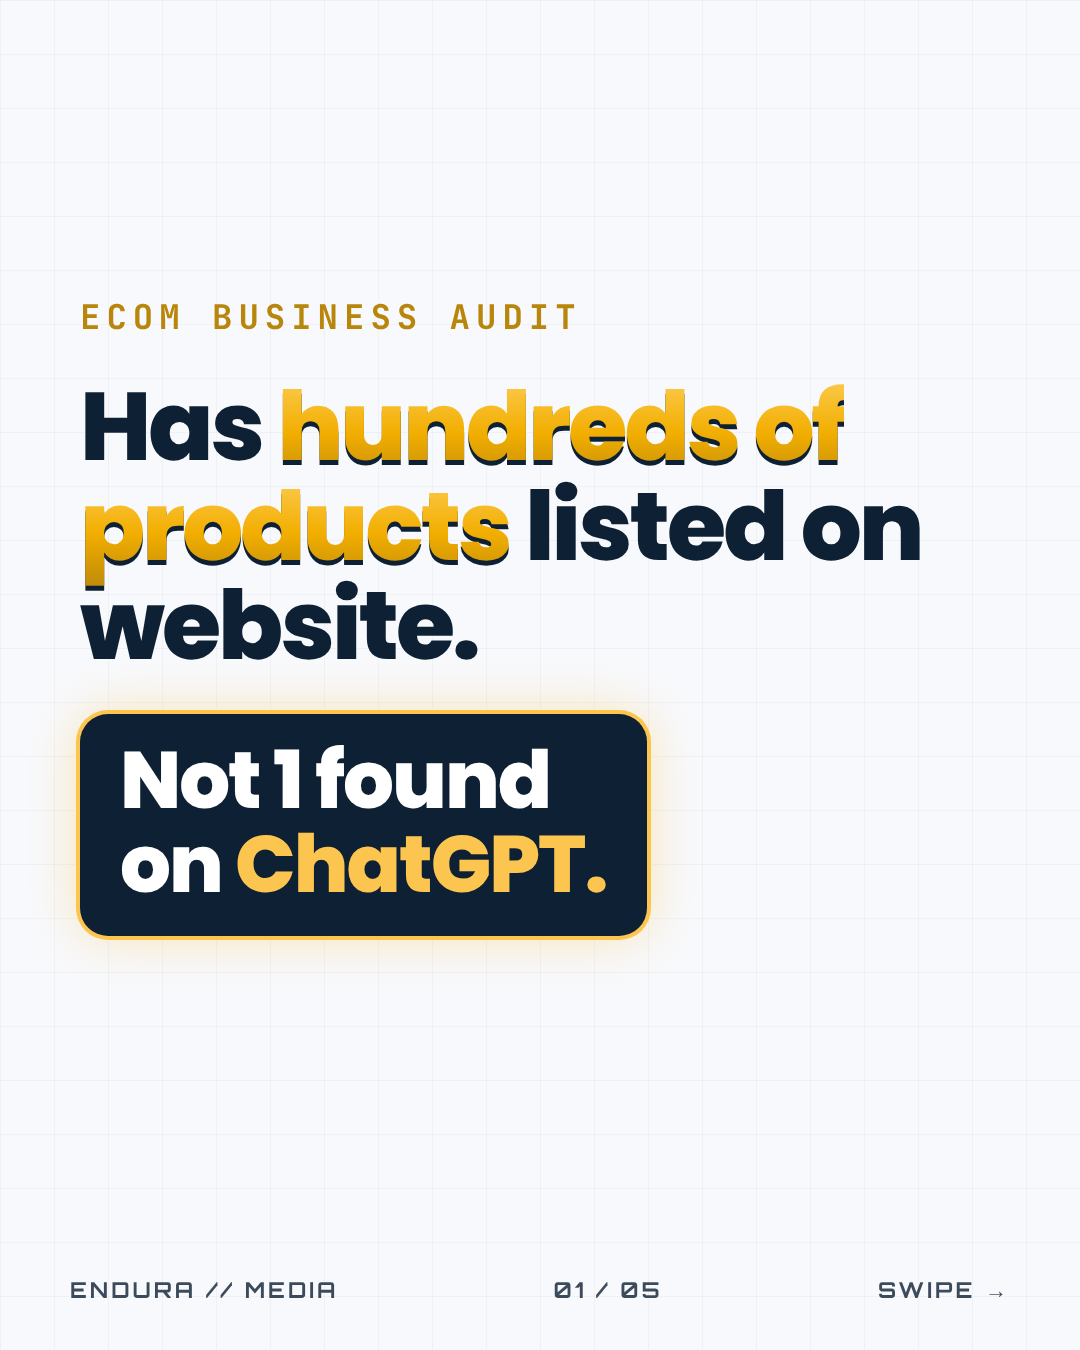 ECOM BUSINESS AUDIT
Has hundreds of
products listed on
website.
Not 1 found
on ChatGPT.
ENDURA // MEDIA
01 / 05
SWIPE →